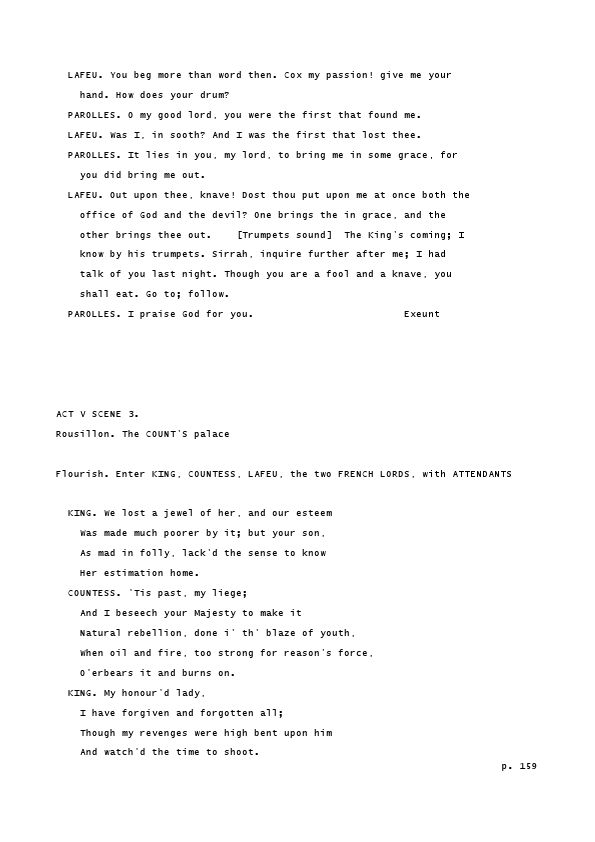 LAFEU. You beg more than word then. Cox my passion! give me your
hand. How does your drum?
PAROLLES. O my good lord, you were the first that found me.
LAFEU. Was I, in sooth? And I was the first that lost thee.
PAROLLES. It lies in you, my lord, to bring me in some grace, for
you did bring me out.
LAFEU. Out upon thee, knave! Dost thou put upon me at once both the
office of God and the devil? One brings the in grace, and the
other brings thee out.    [Trumpets sound]  The King's coming; I
know by his trumpets. Sirrah, inquire further after me; I had
talk of you last night. Though you are a fool and a knave, you
shall eat. Go to; follow.
PAROLLES. I praise God for you.                         Exeunt
ACT V SCENE 3.
Rousillon. The COUNT'S palace
Flourish. Enter KING, COUNTESS, LAFEU, the two FRENCH LORDS, with ATTENDANTS
KING. We lost a jewel of her, and our esteem
Was made much poorer by it; but your son,
As mad in folly, lack'd the sense to know
Her estimation home.
COUNTESS. 'Tis past, my liege;
And I beseech your Majesty to make it
Natural rebellion, done i' th' blaze of youth,
When oil and fire, too strong for reason's force,
O'erbears it and burns on.
KING. My honour'd lady,
I have forgiven and forgotten all;
Though my revenges were high bent upon him
And watch'd the time to shoot.
p. 159